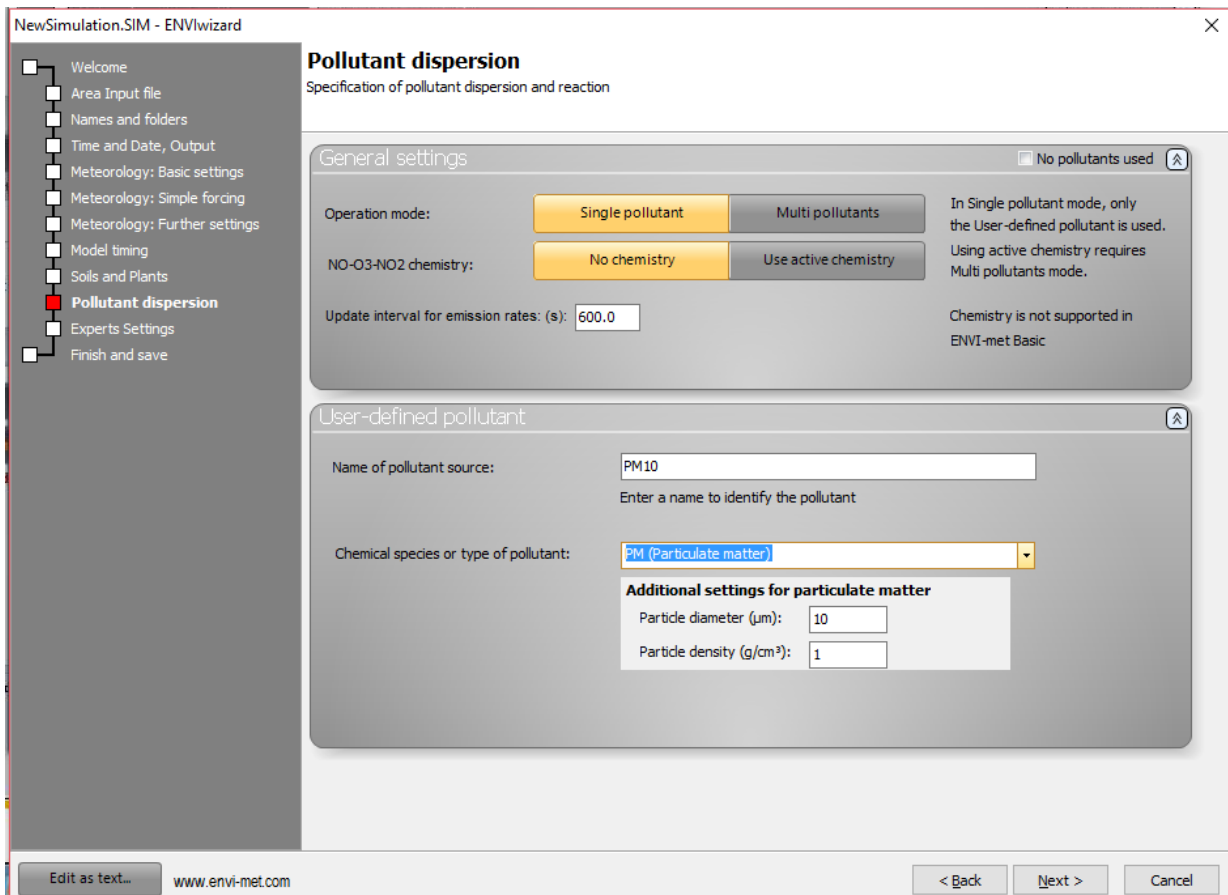 NewSimulation.SIM - ENVIwizard
Welcome
Area Input file
Names and folders
Time and Date, Output
Meteorology: Basic settings
Meteorology: Simple forcing
Meteorology: Further settings
Model timing
Soils and Plants
Pollutant dispersion
Experts Settings
Finish and save
Pollutant dispersion
Specification of pollutant dispersion and reaction
General settings
No pollutants used
Operation mode:
Single pollutant
Multi pollutants
In Single pollutant mode, only
the User-defined pollutant is used.
NO-O3-NO2 chemistry:
No chemistry
Use active chemistry
Using active chemistry requires
Multi pollutants mode.
Update interval for emission rates: (s):
600.0
Chemistry is not supported in
ENVI-met Basic
User-defined pollutant
Name of pollutant source:
PM10
Enter a name to identify the pollutant
Chemical species or type of pollutant:
PM (Particulate matter)
Additional settings for particulate matter
Particle diameter (µm):
10
Particle density (g/cm³):
1
Edit as text...
www.envi-met.com
< Back
Next >
Cancel